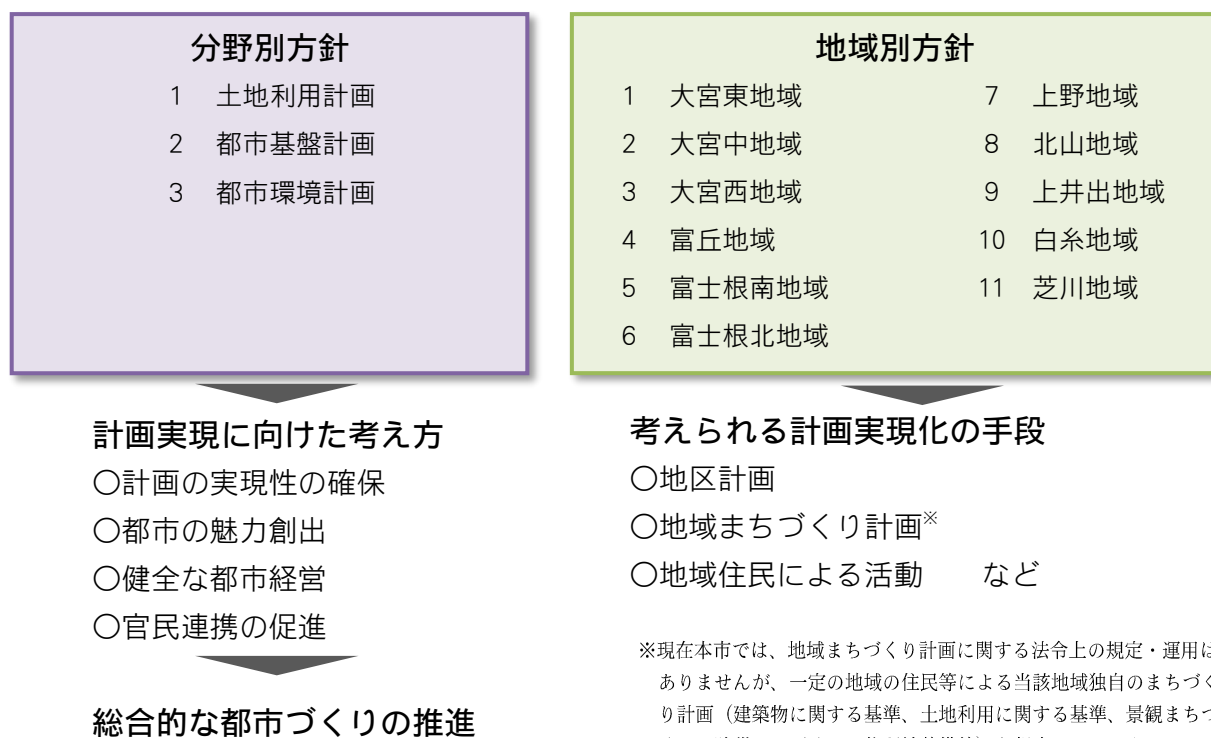 分野別方針
1 土地利用計画
2 都市基盤計画
3 都市環境計画
計画実現に向けた考え方
〇計画の実現性の確保
〇都市の魅力創出
〇健全な都市経営
〇官民連携の促進
総合的な都市づくりの推進
地域別方針
1 大宮東地域
2 大宮中地域
3 大宮西地域
4 富丘地域
5 富士根南地域
6 富士根北地域
7 上野地域
8 北山地域
9 上井出地域
10 白糸地域
11 芝川地域
考えられる計画実現化の手段
〇地区計画
〇地域まちづくり計画※
〇地域住民による活動 など
※現在本市では、地域まちづくり計画に関する法令上の規定・運用は
ありませんが、一定の地域の住民等による当該地域独自のまちづく
り計画（建築物に関する基準、土地利用に関する基準、景観まちづ